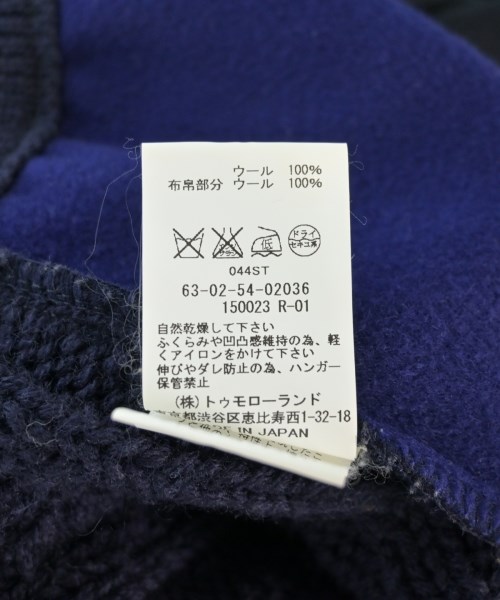 ウール 100%
布帛部分 ウール 100%
低
ドライ
セキユ系
044ST
63-02-54-02036
150023 R-01
自然乾燥して下さい
ふくらみや凹凸感維持の為、軽
くアイロンをかけて下さい
伸びやダレ防止の為、ハンガー
保管禁止
(株)トゥモローランド
東京都渋谷区恵比寿西1-32-18
IN JAPAN